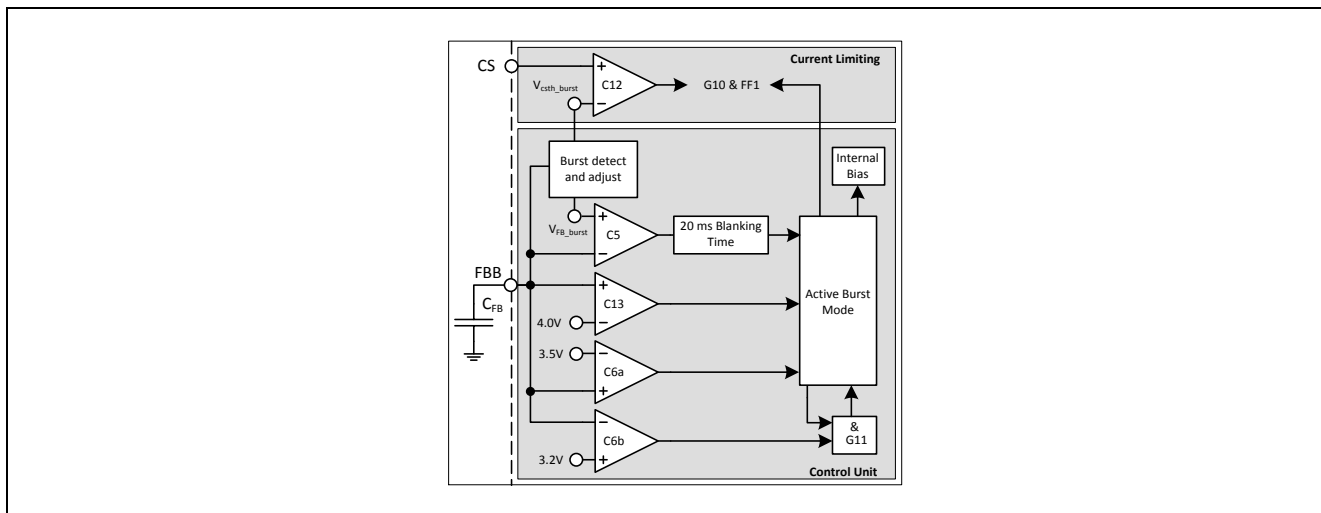 Current Limiting
CS
+
C12
V_csth_burst
−
G10 & FF1
Burst detect
and adjust
Internal
Bias
+
V_FB_burst
C5
−
20 ms Blanking
Time
FBB
C_FB
+
C13
4.0V
−
Active Burst
Mode
3.5V
−
C6a
+
−
C6b
3.2V
+
&
G11
Control Unit